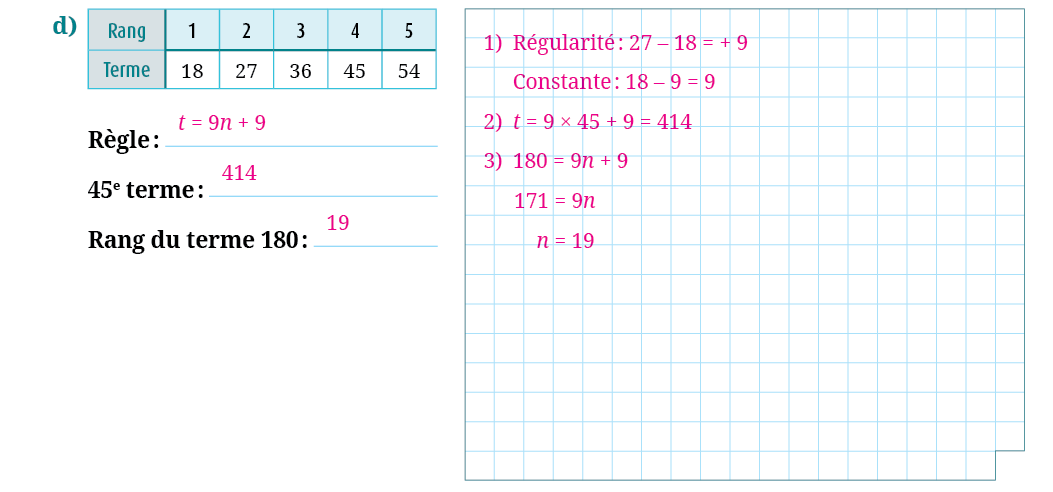 d)
Rang 1 2 3 4 5
Terme 18 27 36 45 54
Règle : t = 9n + 9
45e terme : 414
Rang du terme 180 : 19
1) Régularité : 27 – 18 = + 9
Constante : 18 – 9 = 9
2) t = 9 × 45 + 9 = 414
3) 180 = 9n + 9
171 = 9n
n = 19